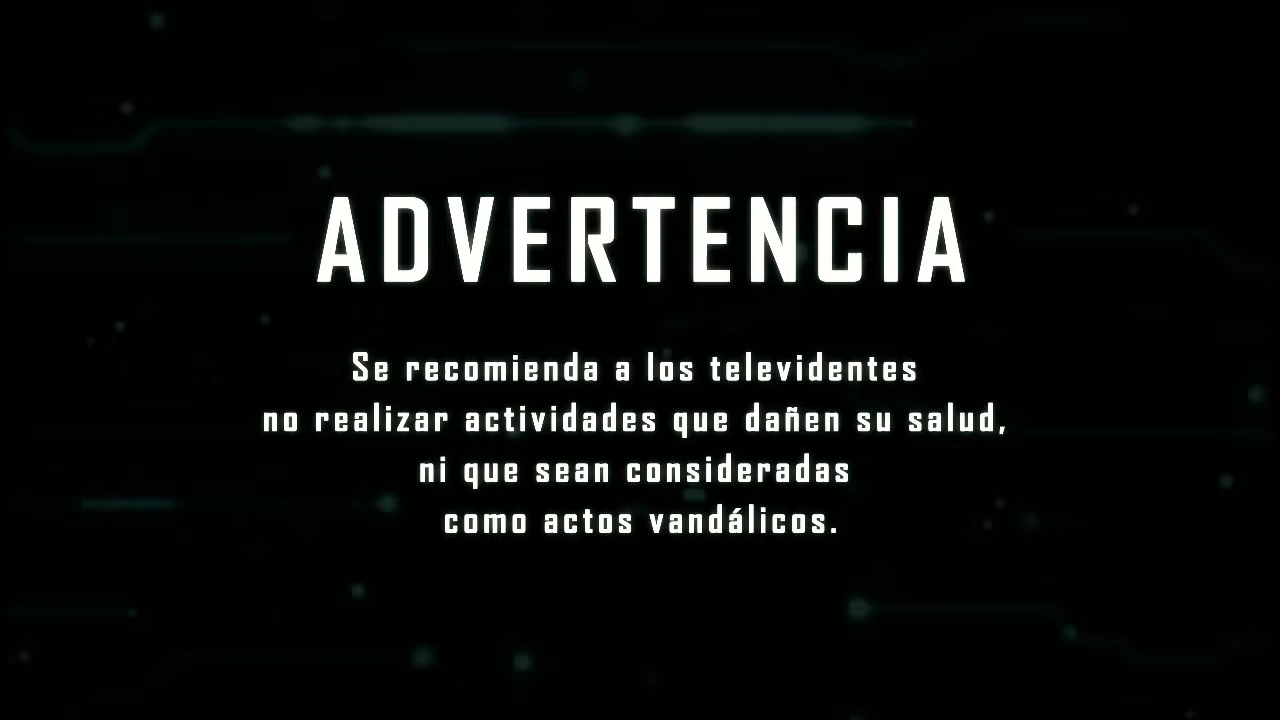 ADVERTENCIA
Se recomienda a los televidentes
no realizar actividades que dañen su salud,
ni que sean consideradas
como actos vandálicos.